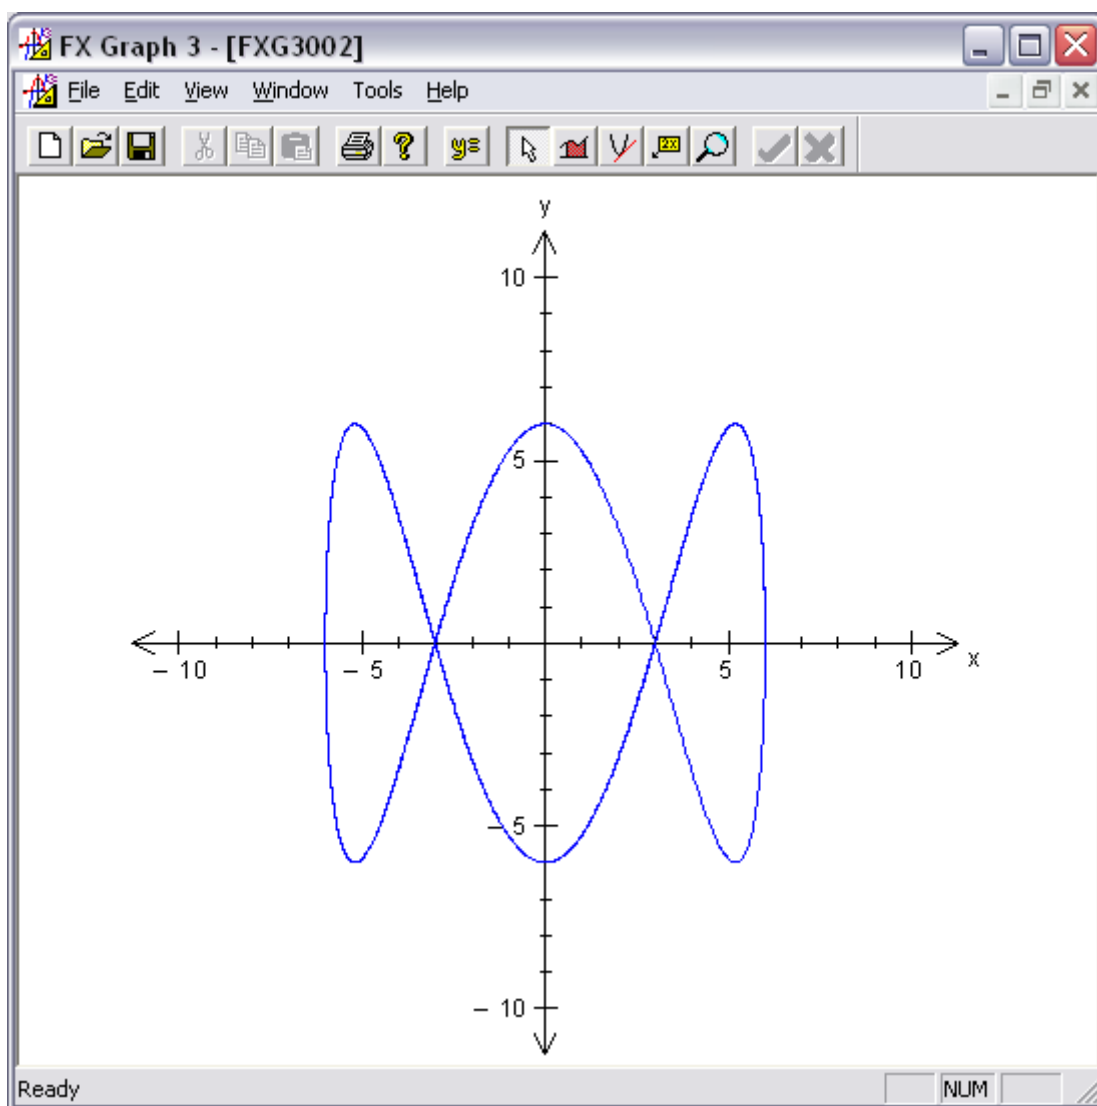 FX Graph 3 - [FXG3002]
File Edit View Window Tools Help
y= 2X
y
10
5
- 10 - 5 5 10 x
- 5
- 10
Ready NUM